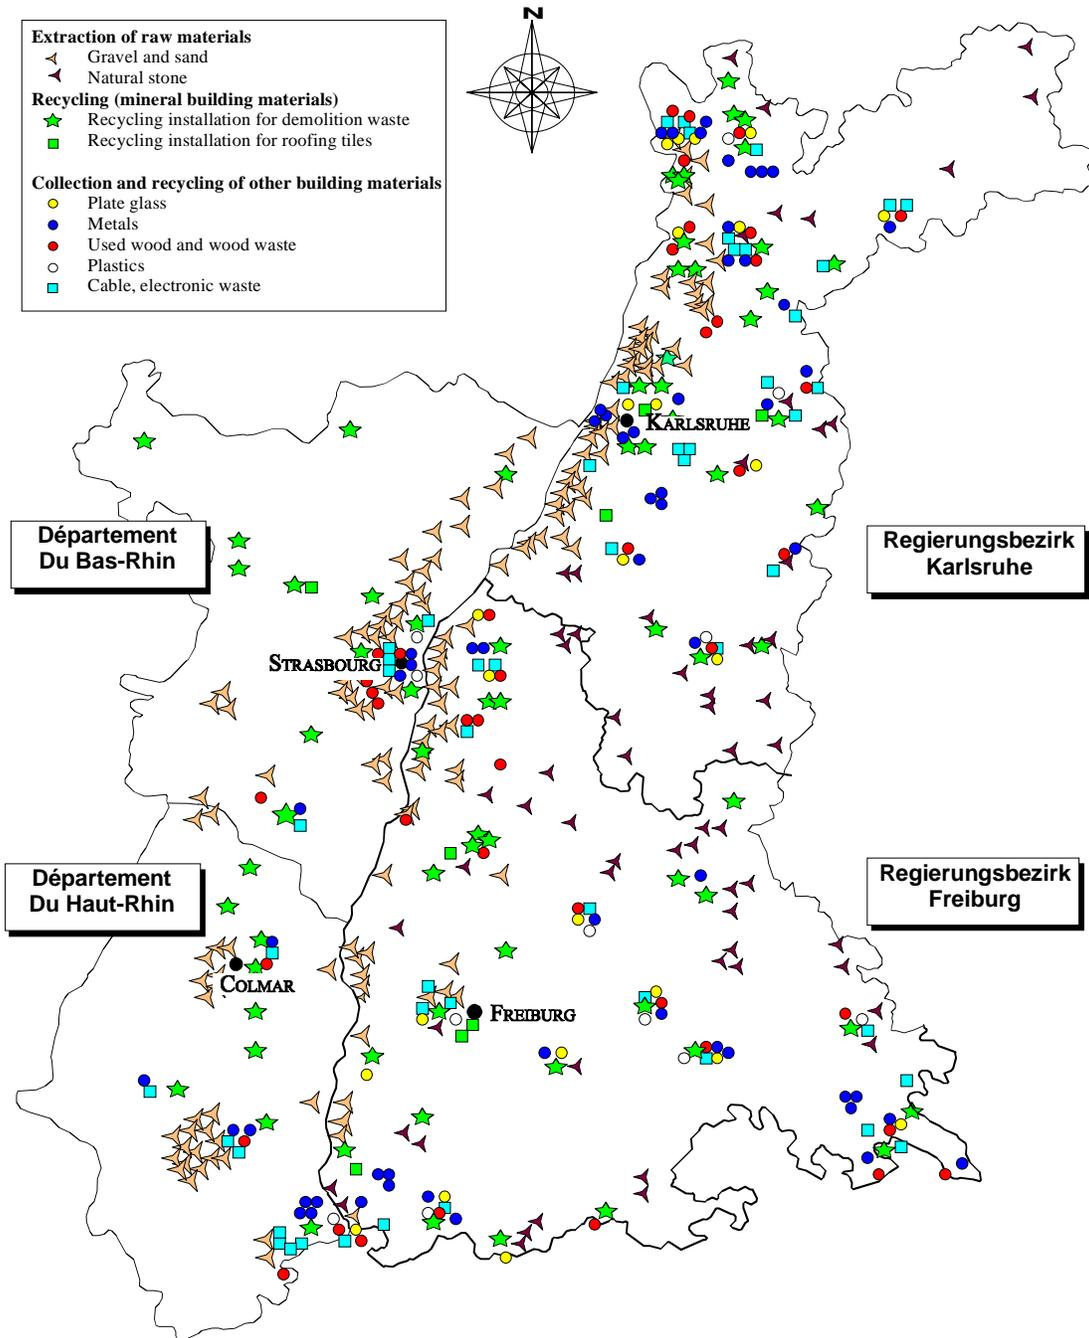 N
Extraction of raw materials
Gravel and sand
Natural stone
Recycling (mineral building materials)
Recycling installation for demolition waste
Recycling installation for roofing tiles
Collection and recycling of other building materials
Plate glass
Metals
Used wood and wood waste
Plastics
Cable, electronic waste
KARLSRUHE
Département
Du Bas-Rhin
Regierungsbezirk
Karlsruhe
STRASBOURG
Département
Du Haut-Rhin
Regierungsbezirk
Freiburg
COLMAR
FREIBURG